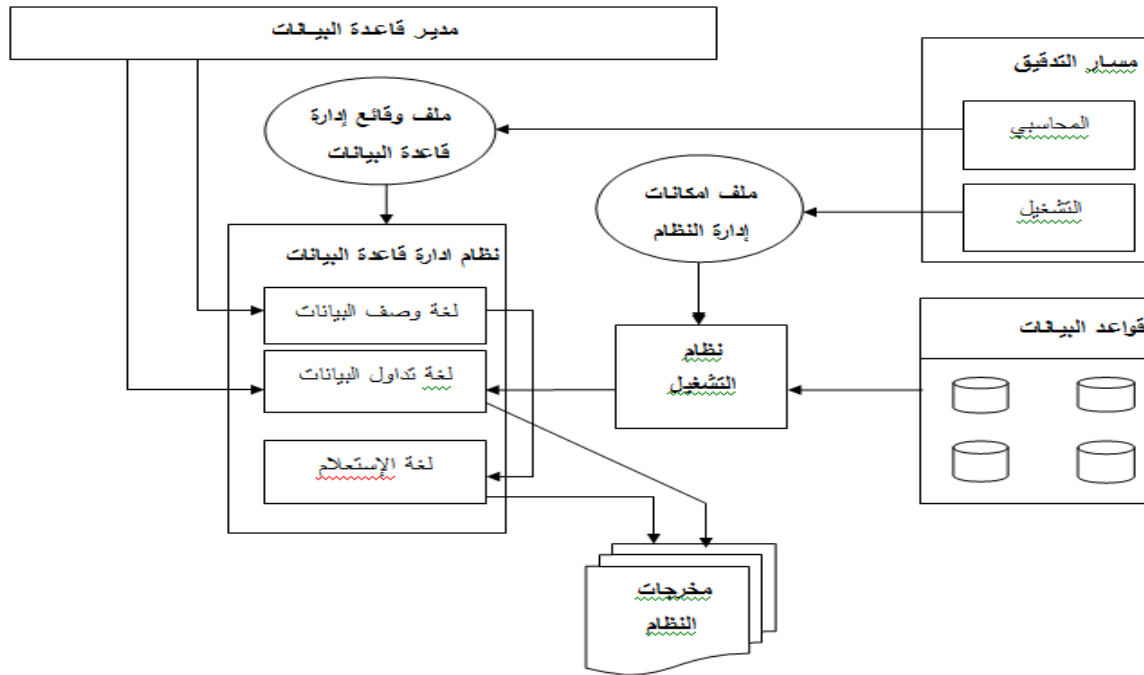 مدير قاعدة البيانات
مسار التدقيق
المحاسبي
التشغيل
ملف وقائع إدارة
قاعدة البيانات
ملف امكانات
إدارة النظام
نظام ادارة قاعدة البيانات
لغة وصف البيانات
لغة تداول البيانات
لغة الإستعلام
نظام
التشغيل
قواعد البيانات
مخرجات
النظام